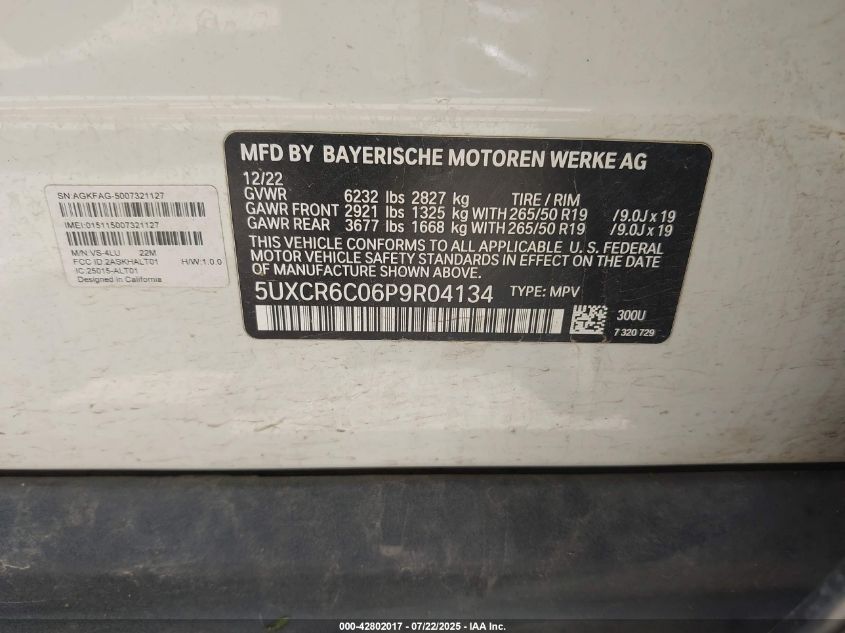 SN:AGKFAG-5007321127
IMEI:015115007321127
M/N:VS-4LU 22M
FCC ID:2ASKHALT01 H/W:1.0.0
IC:25015-ALT01
Designed in California
MFD BY BAYERISCHE MOTOREN WERKE AG
12/22
GVWR 6232 lbs 2827 kg TIRE / RIM
GAWR FRONT 2921 lbs 1325 kg WITH 265/50 R19 /9.0J x 19
GAWR REAR 3677 lbs 1668 kg WITH 265/50 R19 /9.0J x 19
THIS VEHICLE CONFORMS TO ALL APPLICABLE U. S. FEDERAL
MOTOR VEHICLE SAFETY STANDARDS IN EFFECT ON THE DATE
OF MANUFACTURE SHOWN ABOVE.
5UXCR6C06P9R04134 TYPE: MPV
300U
7 320 729
000-42802017 - 07/22/2025 - IAA Inc.